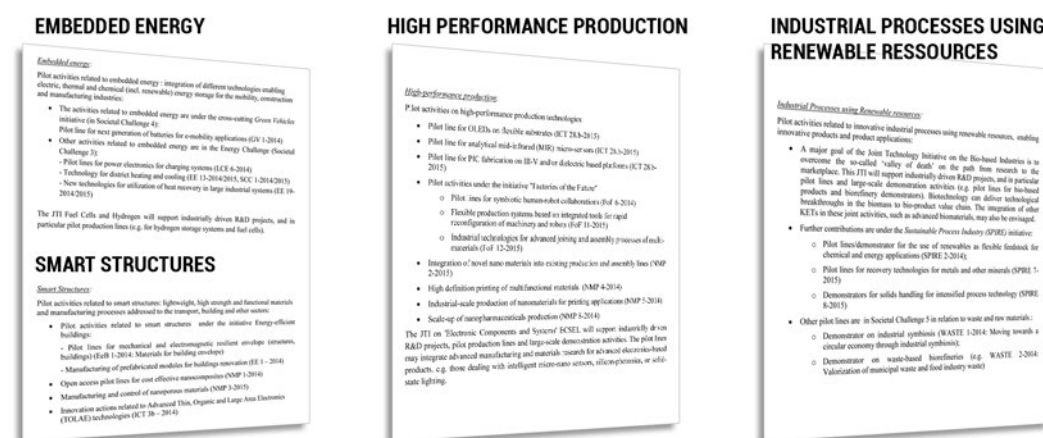 EMBEDDED ENERGY
Embedded energy:
Pilot activities related to embedded energy : integration of different technologies enabling
electric, thermal and chemical (incl. renewable) energy storage for the mobility, construction
and manufacturing industries:
• The activities related to embedded energy are under the cross-cutting Green Vehicles
initiative (in Societal Challenge 4):
Pilot line for next generation of batteries for e-mobility applications (GV 1-2014)
• Other activities related to embedded energy are in the Energy Challenge (Societal
Challenge 3):
- Pilot lines for power electronics for charging systems (LCE 6-2014)
- Technology for district heating and cooling (EE 13-2014/2015, SCC 1-2014/2015)
- New technologies for utilization of heat recovery in large industrial systems (EE 19-
2014/2015)
The JTI Fuel Cells and Hydrogen will support industrially driven R&D projects, and in
particular pilot production lines (e.g. for hydrogen storage systems and fuel cells).
SMART STRUCTURES
Smart Structures:
Pilot activities related to smart structures: lightweight, high strength and functional materials
and manufacturing processes addressed to the transport, building and other sectors:
• Pilot activities related to smart structures under the initiative Energy-efficient
buildings:
- Pilot lines for mechanical and electromagnetic resilient envelope (structures,
buildings) (EeB 1-2014: Materials for building envelope)
- Manufacturing of prefabricated modules for buildings renovation (EE 1 – 2014)
• Open access pilot lines for cost effective nanocomposites (NMP 1-2014)
• Manufacturing and control of nanoporous materials (NMP 3-2015)
• Innovation actions related to Advanced Thin, Organic and Large Area Electronics
(TOLAE) technologies (ICT 3b – 2014)
HIGH PERFORMANCE PRODUCTION
High-performance production:
Pilot activities on high-performance production technologies
• Pilot line for OLEDs on flexible substrates (ICT 28.b-2015)
• Pilot line for analytical mid-infrared (MIR) micro-sensors (ICT 28.b-2015)
• Pilot line for PIC fabrication on III-V and/or dielectric based platforms (ICT 28.b-
2015)
• Pilot activities under the initiative "Factories of the Future"
o Pilot lines for symbiotic human-robot collaborations (FoF 6-2014)
o Flexible production systems based on integrated tools for rapid
reconfiguration of machinery and robots (FoF 11-2015)
o Industrial technologies for advanced joining and assembly processes of multi-
materials (FoF 12-2015)
• Integration of novel nano materials into existing production and assembly lines (NMP
2-2015)
• High definition printing of multifunctional materials (NMP 4-2014)
• Industrial-scale production of nanomaterials for printing applications (NMP 5-2014)
• Scale-up of nanopharmaceuticals production (NMP 8-2014)
The JTI on 'Electronic Components and Systems' ECSEL will support industrially driven
R&D projects, pilot production lines and large-scale demonstration activities. The pilot lines
may integrate advanced manufacturing and materials research for advanced electronics-based
products, e.g. those dealing with intelligent micro-nano sensors, silicon-photonics, or solid-
state lighting.
INDUSTRIAL PROCESSES USING
RENEWABLE RESSOURCES
Industrial Processes using Renewable resources:
Pilot activities related to innovative industrial processes using renewable resources, enabling
innovative products and product applications:
• A major goal of the Joint Technology Initiative on the Bio-based Industries is to
overcome the so-called 'valley of death' on the path from research to the
marketplace. This JTI will support industrially driven R&D projects, and in particular
pilot lines and large-scale demonstration activities (e.g. pilot lines for bio-based
products and biorefinery demonstrators). Biotechnology can deliver technological
breakthroughs in the biomass to bio-product value chain. The integration of other
KETs in these joint activities, such as advanced biomaterials, may also be envisaged.
• Further contributions are under the Sustainable Process Industry (SPIRE) initiative:
o Pilot lines/demonstrator for the use of renewables as flexible feedstock for
chemical and energy applications (SPIRE 2-2014);
o Pilot lines for recovery technologies for metals and other minerals (SPIRE 7-
2015)
o Demonstrators for solids handling for intensified process technology (SPIRE
8-2015)
• Other pilot lines are in Societal Challenge 5 in relation to waste and raw materials :
o Demonstrator on industrial symbiosis (WASTE 1-2014: Moving towards a
circular economy through industrial symbiosis);
o Demonstrator on waste-based biorefineries (e.g. WASTE 2-2014:
Valorization of municipal waste and food industry waste)